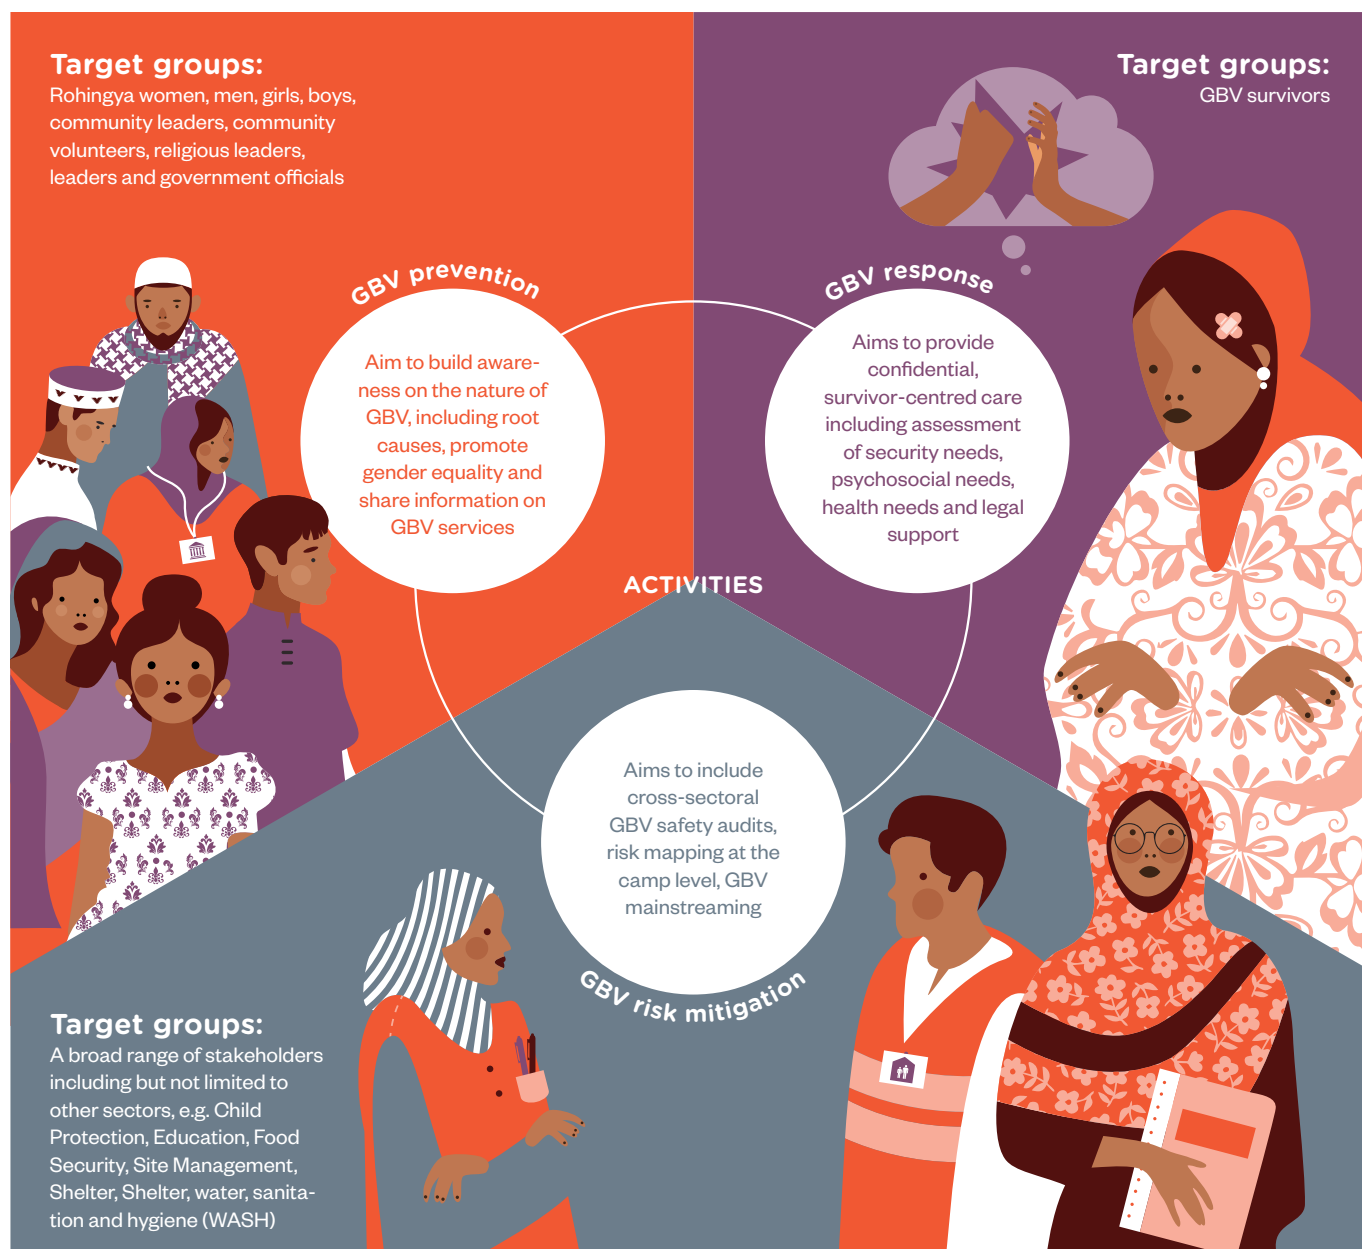 Target groups:
Rohingya women, men, girls, boys,
community leaders, community
volunteers, religious leaders,
leaders and government officials
Target groups:
GBV survivors
GBV prevention
Aim to build aware-
ness on the nature of
GBV, including root
causes, promote
gender equality and
share information on
GBV services
GBV response
Aims to provide
confidential,
survivor-centred care
including assessment
of security needs,
psychosocial needs,
health needs and legal
support
ACTIVITIES
Aims to include
cross-sectoral
GBV safety audits,
risk mapping at the
camp level, GBV
mainstreaming
GBV risk mitigation
Target groups:
A broad range of stakeholders
including but not limited to
other sectors, e.g. Child
Protection, Education, Food
Security, Site Management,
Shelter, Shelter, water, sanita-
tion and hygiene (WASH)